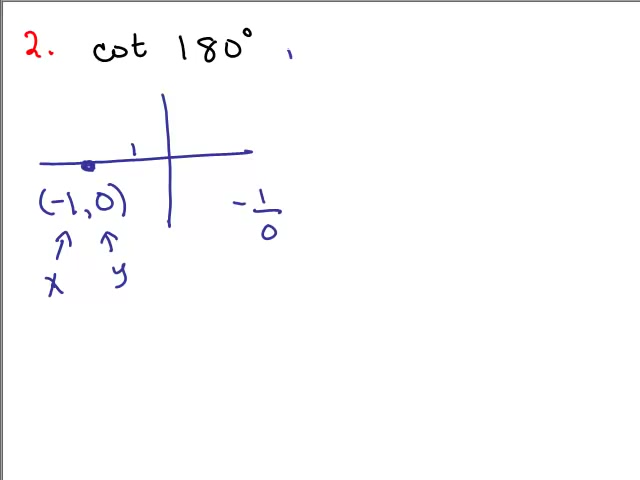 2. cot 180°
1
(-1, 0)
- 1/0
x y